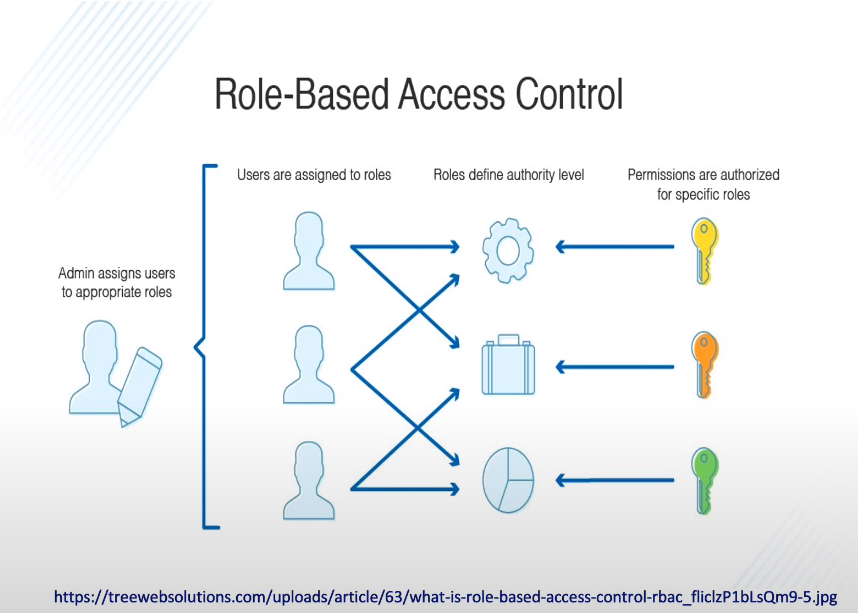 Role-Based Access Control
Users are assigned to roles
Roles define authority level
Permissions are authorized
for specific roles
Admin assigns users
to appropriate roles
https://treewebsolutions.com/uploads/article/63/what-is-role-based-access-control-rbac_fliclzP1bLsQm9-5.jpg